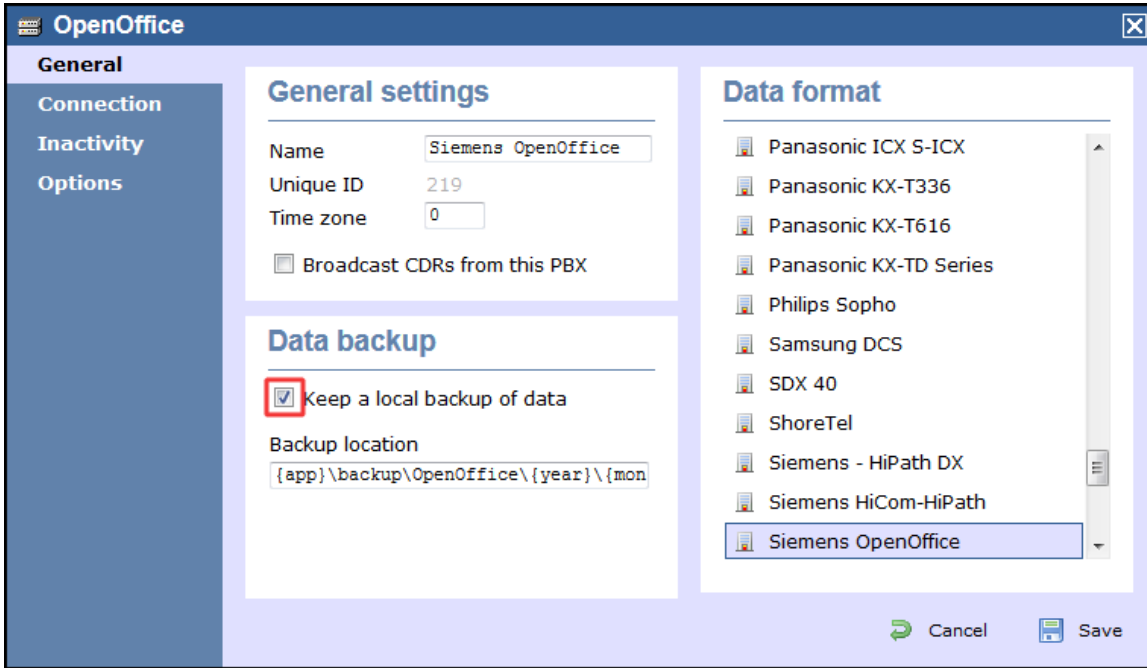 OpenOffice
General
Connection
Inactivity
Options
General settings
Name Siemens OpenOffice
Unique ID 219
Time zone 0
Broadcast CDRs from this PBX
Data backup
Keep a local backup of data
Backup location
{app}\backup\OpenOffice\{year}\{mon
Data format
Panasonic ICX S-ICX
Panasonic KX-T336
Panasonic KX-T616
Panasonic KX-TD Series
Philips Sopho
Samsung DCS
SDX 40
ShoreTel
Siemens - HiPath DX
Siemens HiCom-HiPath
Siemens OpenOffice
Cancel Save